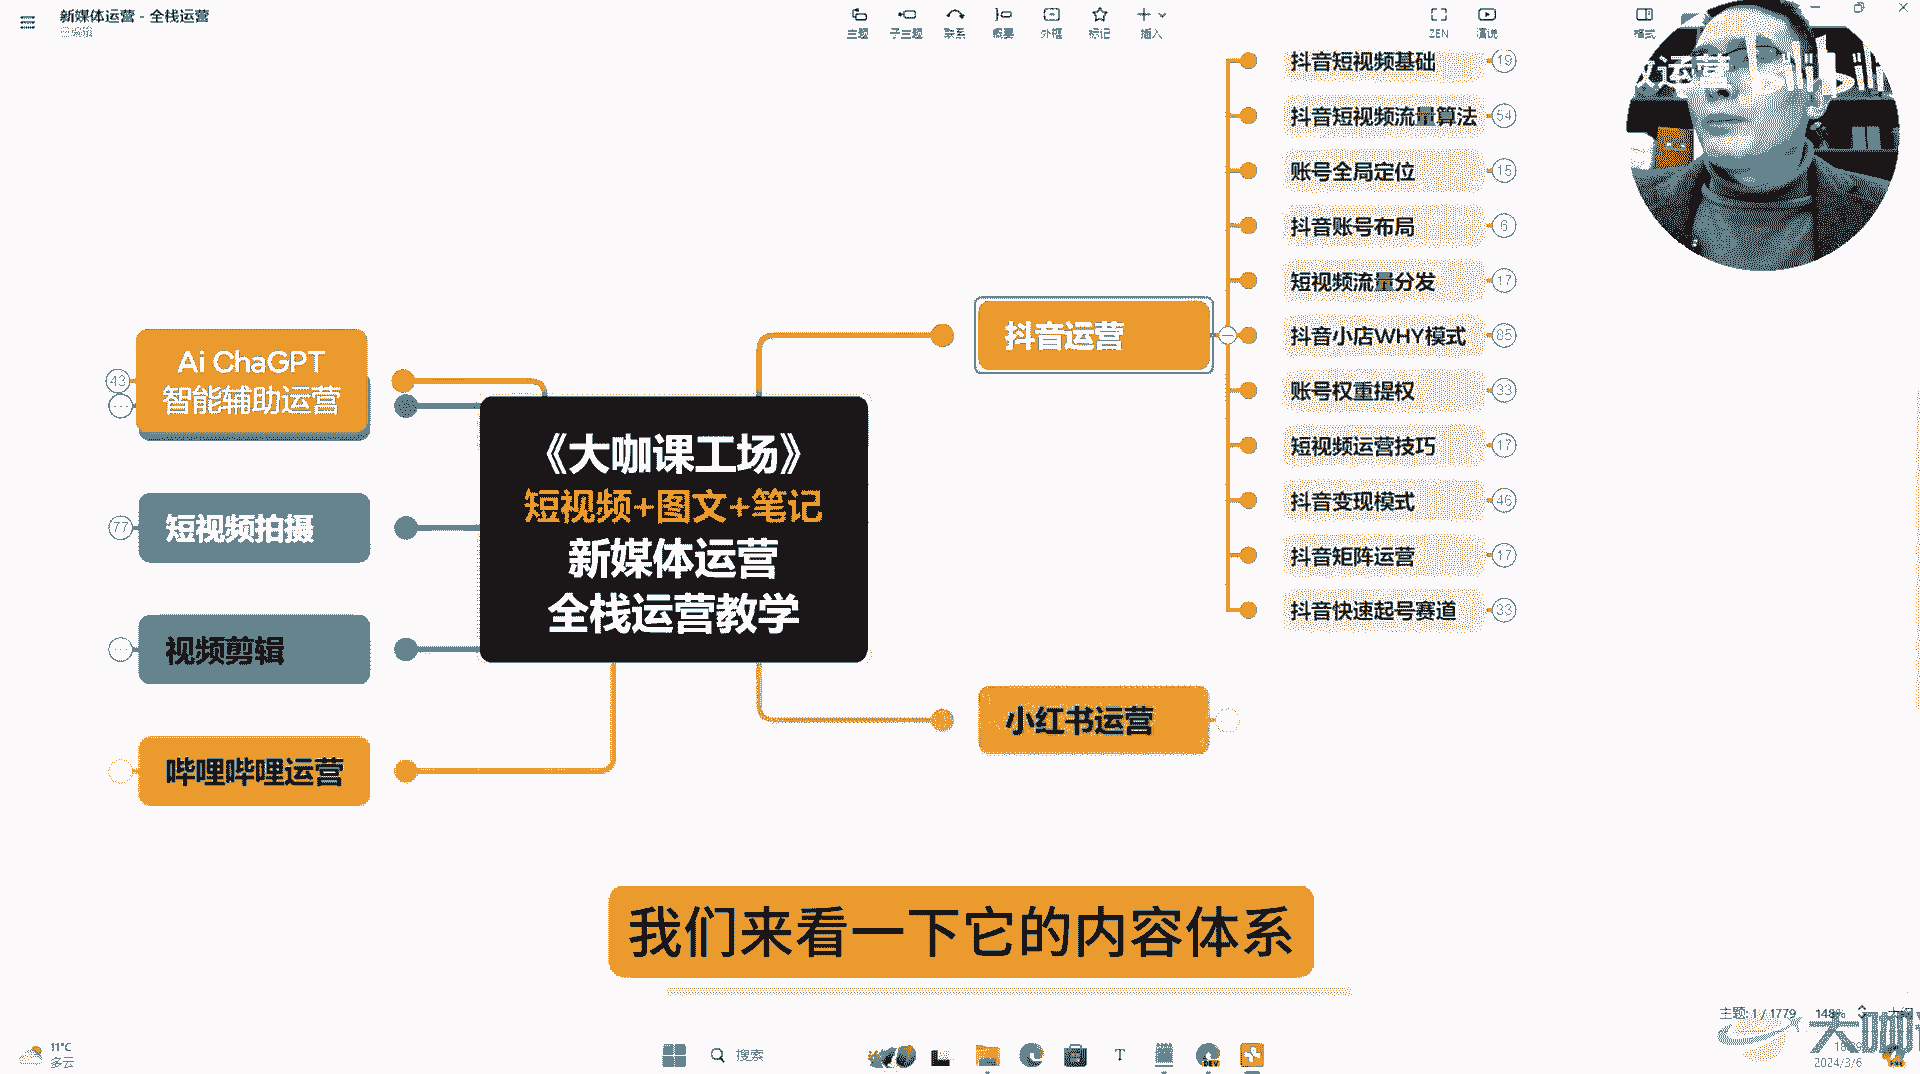 新媒体运营 - 全栈运营
已编辑
主题
子主题
联系
概要
外框
标记
插入
ZEN
演说
格式
改运营
bilibili
抖音短视频基础
19
抖音短视频流量算法
54
账号全局定位
15
抖音账号布局
6
短视频流量分发
17
抖音小店WHY模式
85
账号权重提权
33
短视频运营技巧
17
抖音变现模式
46
抖音矩阵运营
17
抖音快速起号赛道
33
抖音运营
小红书运营
Ai ChaGPT
智能辅助运营
43
短视频拍摄
77
视频剪辑
哔哩哔哩运营
《大咖课工场》
短视频+图文+笔记
新媒体运营
全栈运营教学
我们来看一下它的内容体系
主题: 1 / 1779
148%
大咖
11°C
多云
搜索
T
DEV
2024/3/6